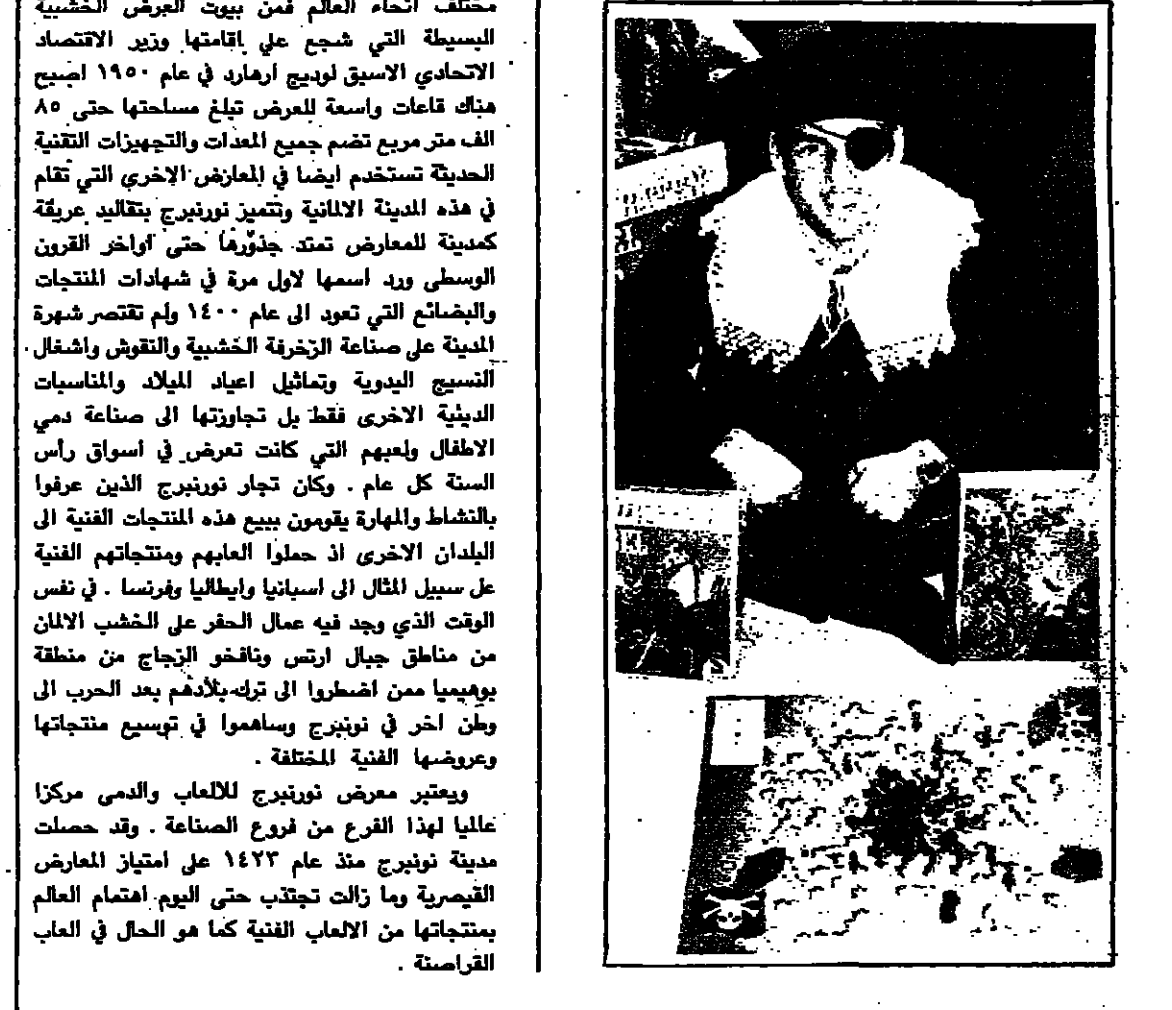 مختلف انحاء العالم فمن بيوت العرض الخشبية
البسيطة التي شجع علي إقامتها وزير الاقتصاد
الاتحادي الاسبق لوديج أرهارد في عام ١٩٥٠ اصبح
هناك قاعات واسعة للعرض تبلغ مساحتها حتى ٨٥
الف متر مربع تضم جميع المعدات والتجهيزات التقنية
الحديثة تستخدم ايضا في المعارض الاخري التي تقام
في هذه المدينة الالمانية وتتميز نورنبرج بتقاليد عريقة
كمدينة للمعارض تمتد جذورها حتى أواخر القرون
الوسطى ورد اسمها لاول مرة في شهادات المنتجات
والبضائع التي تعود الى عام ١٤٠٠ ولم تقتصر شهرة
المدينة على صناعة الزخرفة الخشبية والنقوش واشغال
النسيج اليدوية وتماثيل اعياد الميلاد والمناسبات
الدينية الاخرى فقط بل تجاوزتها الى صناعة دمي
الاطفال ولعبهم التي كانت تعرض في اسواق رأس
السنة كل عام . وكان تجار نورنبرج الذين عرفوا
بالنشاط والمهارة يقومون ببيع هذه المنتجات الفنية الى
البلدان الاخرى اذ حملوا العابهم ومنتجاتهم الفنية
عل سبيل المثال الى اسبانيا وايطاليا وفرنسا . في نفس
الوقت الذي وجد فيه عمال الحفر على الخشب الالمان
من مناطق جبال ارتس ونافخو الزجاج من منطقة
بوهيميا ممن اضطروا الى ترك بلادهم بعد الحرب الى
وطن اخر في نونبرج وساهموا في توسيع منتجاتها
وعروضها الفنية المختلفة .
ويعتبر معرض نورنبرج للالعاب والدمى مركزا
عالميا لهذا الفرع من فروع الصناعة . وقد حصلت
مدينة نونبرج منذ عام ١٤٢٣ على امتياز المعارض
القيصرية وما زالت تجتذب حتى اليوم اهتمام العالم
بمنتجاتها من الالعاب الفنية كما هو الحال في العاب
القراصنة .